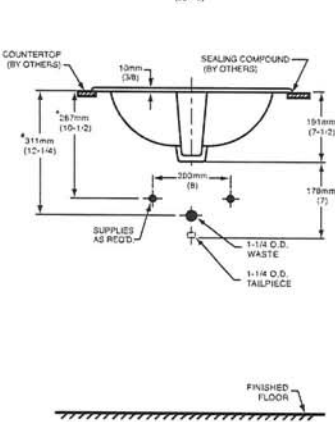 COUNTERTOP
(BY OTHERS)
10mm
(3/8)
SEALING COMPOUND
(BY OTHERS)
*267mm
(10-1/2)
*311mm
(12-1/4)
191mm
(7-1/2)
200mm
(8)
178mm
(7)
SUPPLIES
AS REQ'D.
1-1/4 O.D.
WASTE
1-1/4 O.D.
TAILPIECE
FINISHED
FLOOR